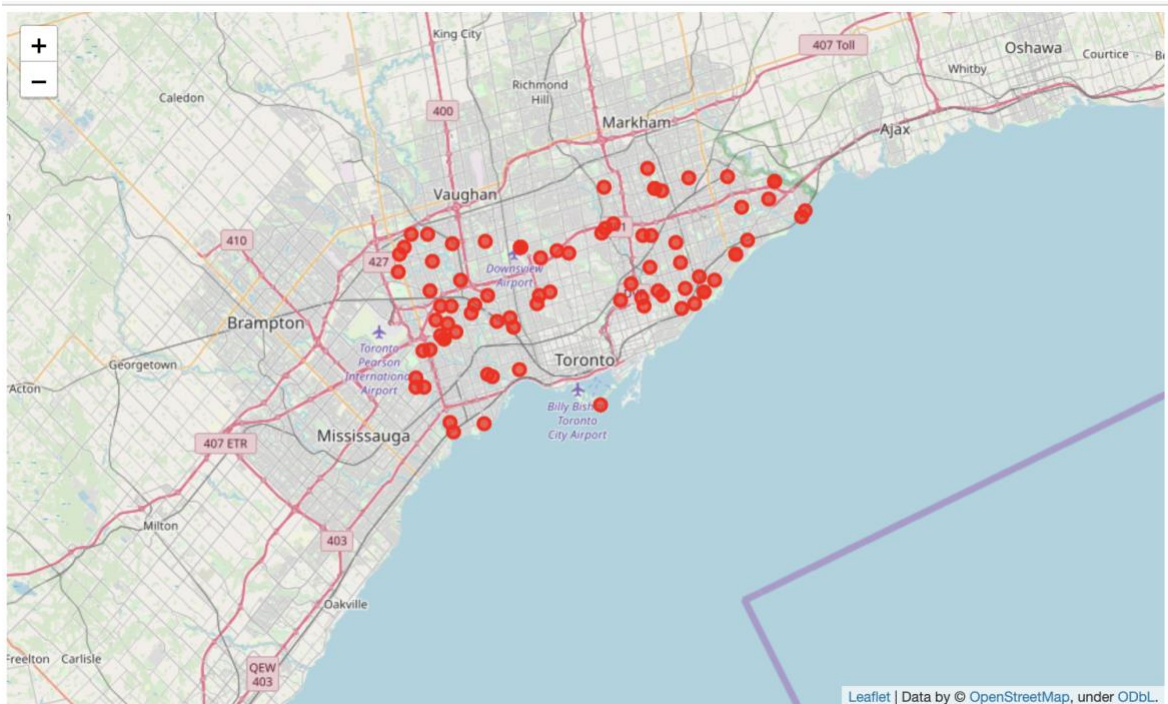 +
King City
407 Toll
Oshawa
Courtice
−
Whitby
Richmond
Hill
Caledon
400
Markham
Ajax
Vaughan
410
427
Downsview
Airport
Brampton
Toronto
Pearson
International
Airport
Toronto
Georgetown
Acton
Billy Bish
Toronto
City Airport
Mississauga
407 ETR
Milton
403
Oakville
Freelton
Carlisle
QEW
403
Leaflet | Data by © OpenStreetMap, under ODbL.